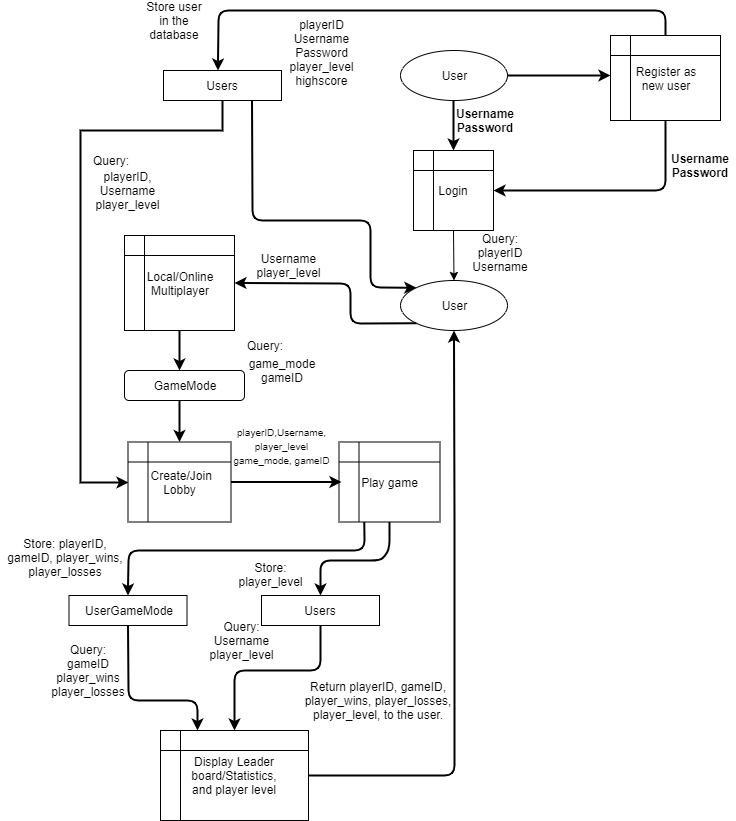 Store user
in the
database
playerID
Username
Password
player_level
highscore
Users
User
Register as
new user
Username
Password
Username
Password
Login
Query:
playerID,
Username
player_level
Query:
playerID
Username
Local/Online
Multiplayer
Username
player_level
User
Query:
game_mode
gameID
GameMode
playerID,Username,
player_level
game_mode, gameID
Create/Join
Lobby
Play game
Store: playerID,
gameID, player_wins,
player_losses
Store:
player_level
UserGameMode
Users
Query:
gameID
player_wins
player_losses
Query:
Username
player_level
Return playerID, gameID,
player_wins, player_losses,
player_level, to the user.
Display Leader
board/Statistics,
and player level